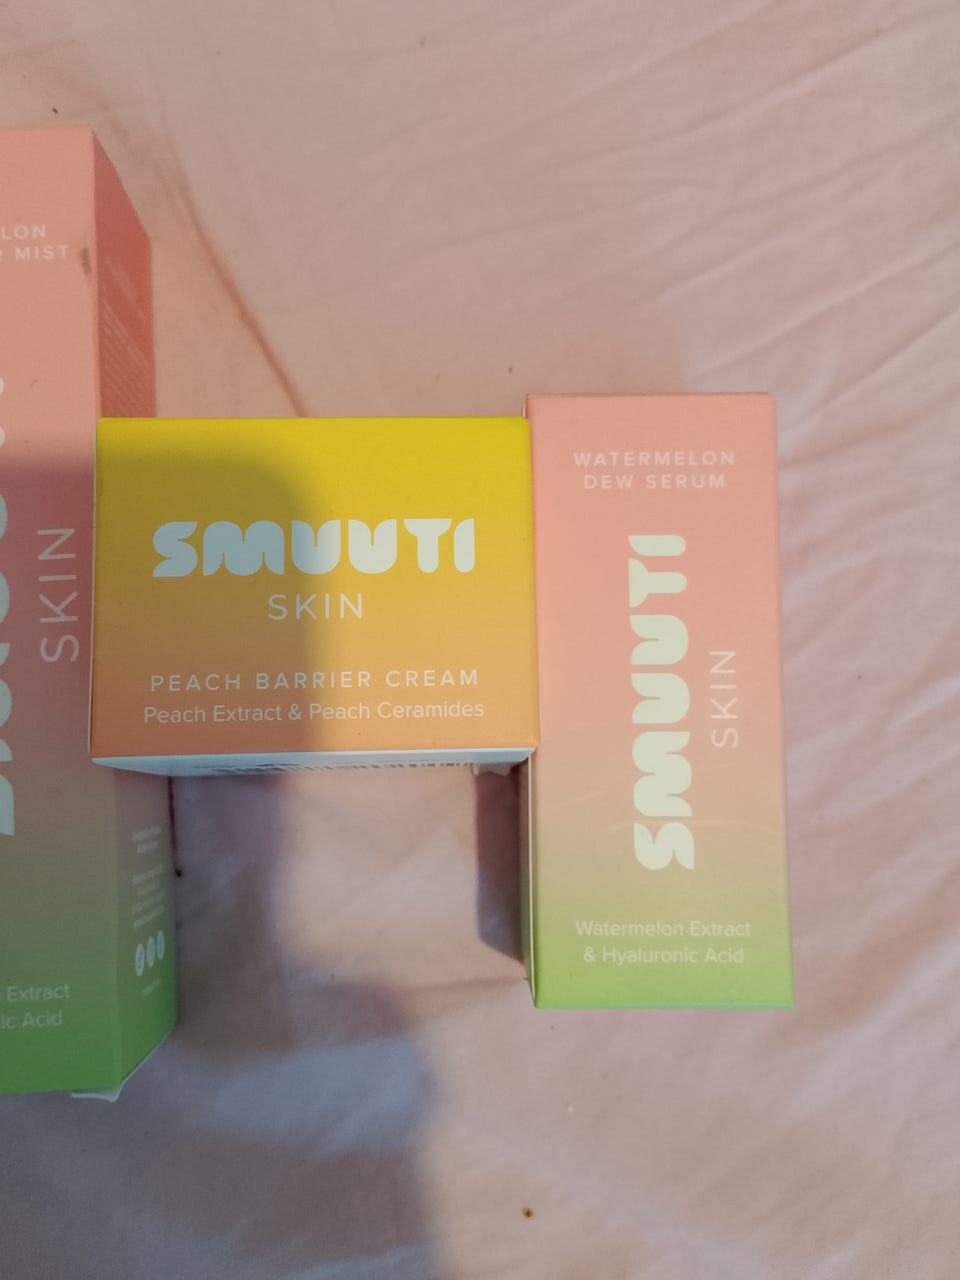 LON
MIST
SKIN
Extract
ic Acid
SMUUTI
SKIN
PEACH BARRIER CREAM
Peach Extract & Peach Ceramides
WATERMELON
DEW SERUM
SMUUTI
SKIN
Watermelon Extract
& Hyaluronic Acid